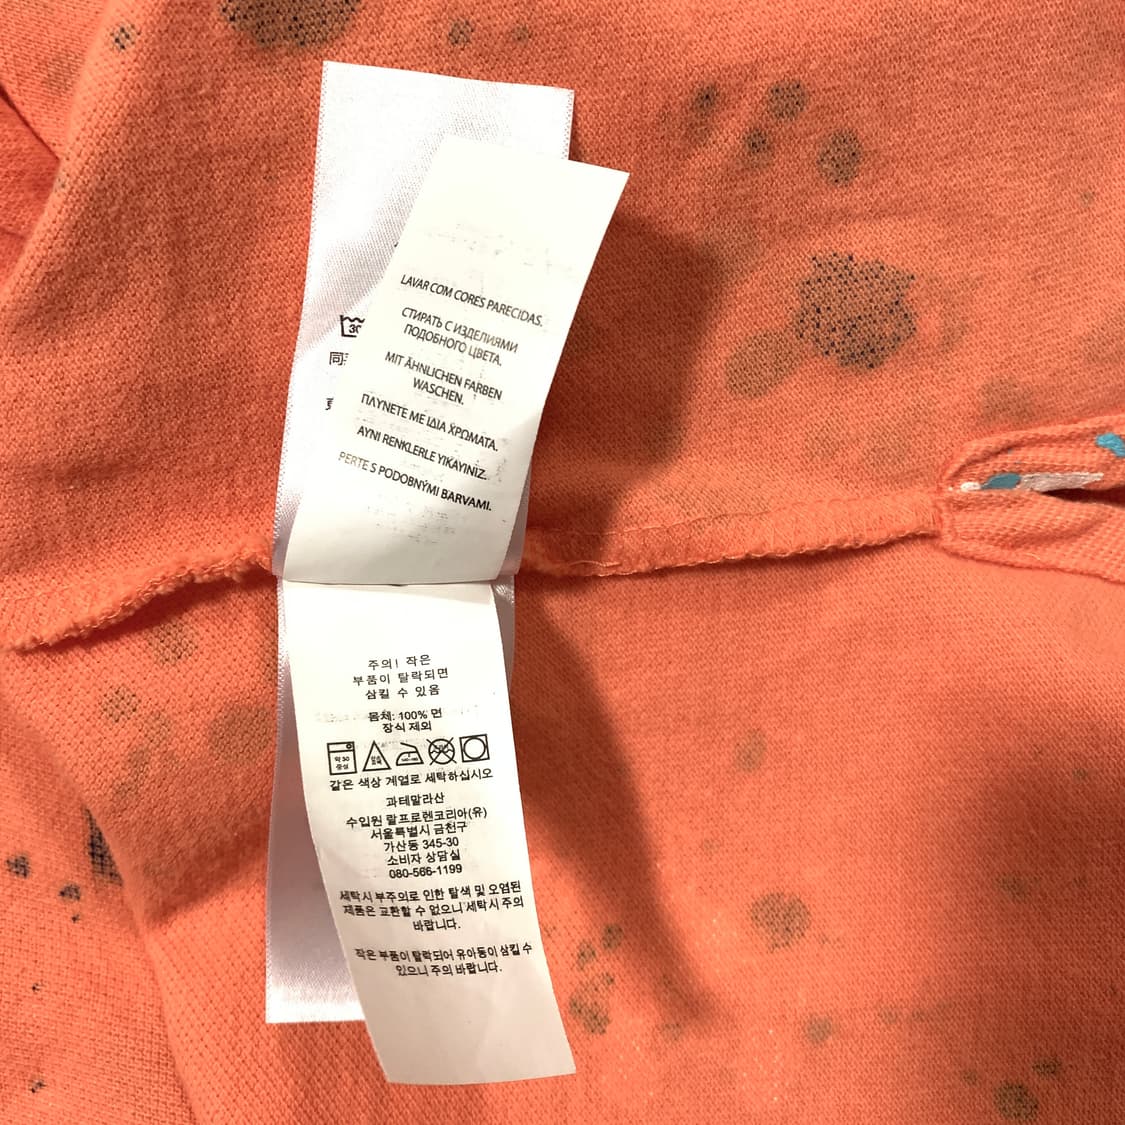 30
同
LAVAR COM CORES PARECIDAS.
СТИРАТЬ С ИЗДЕЛИЯМИ
ПОДОБНОГО ЦВЕТА.
MIT ÄHNLICHEN FARBEN
WASCHEN.
ΠΛΥΝΕΤΕ ΜΕ ΙΔΙΑ ΧΡΩΜΑΤΑ.
AYNI RENKLERLE YIKAYINIZ.
PERTE S PODOBNÝMI BARVAMI.
주의! 작은
부품이 탈락되면
삼킬 수 있음
몸체: 100% 면
장식 제외
약 30
중성
같은 색상 계열로 세탁하십시오
과테말라산
수입원 랄프로렌코리아(유)
서울특별시 금천구
가산동 345-30
소비자 상담실
080-566-1199
세탁시 부주의로 인한 탈색 및 오염된
제품은 교환할 수 없으니 세탁시 주의
바랍니다.
작은 부품이 탈락되어 유아동이 삼킬 수
있으니 주의 바랍니다.